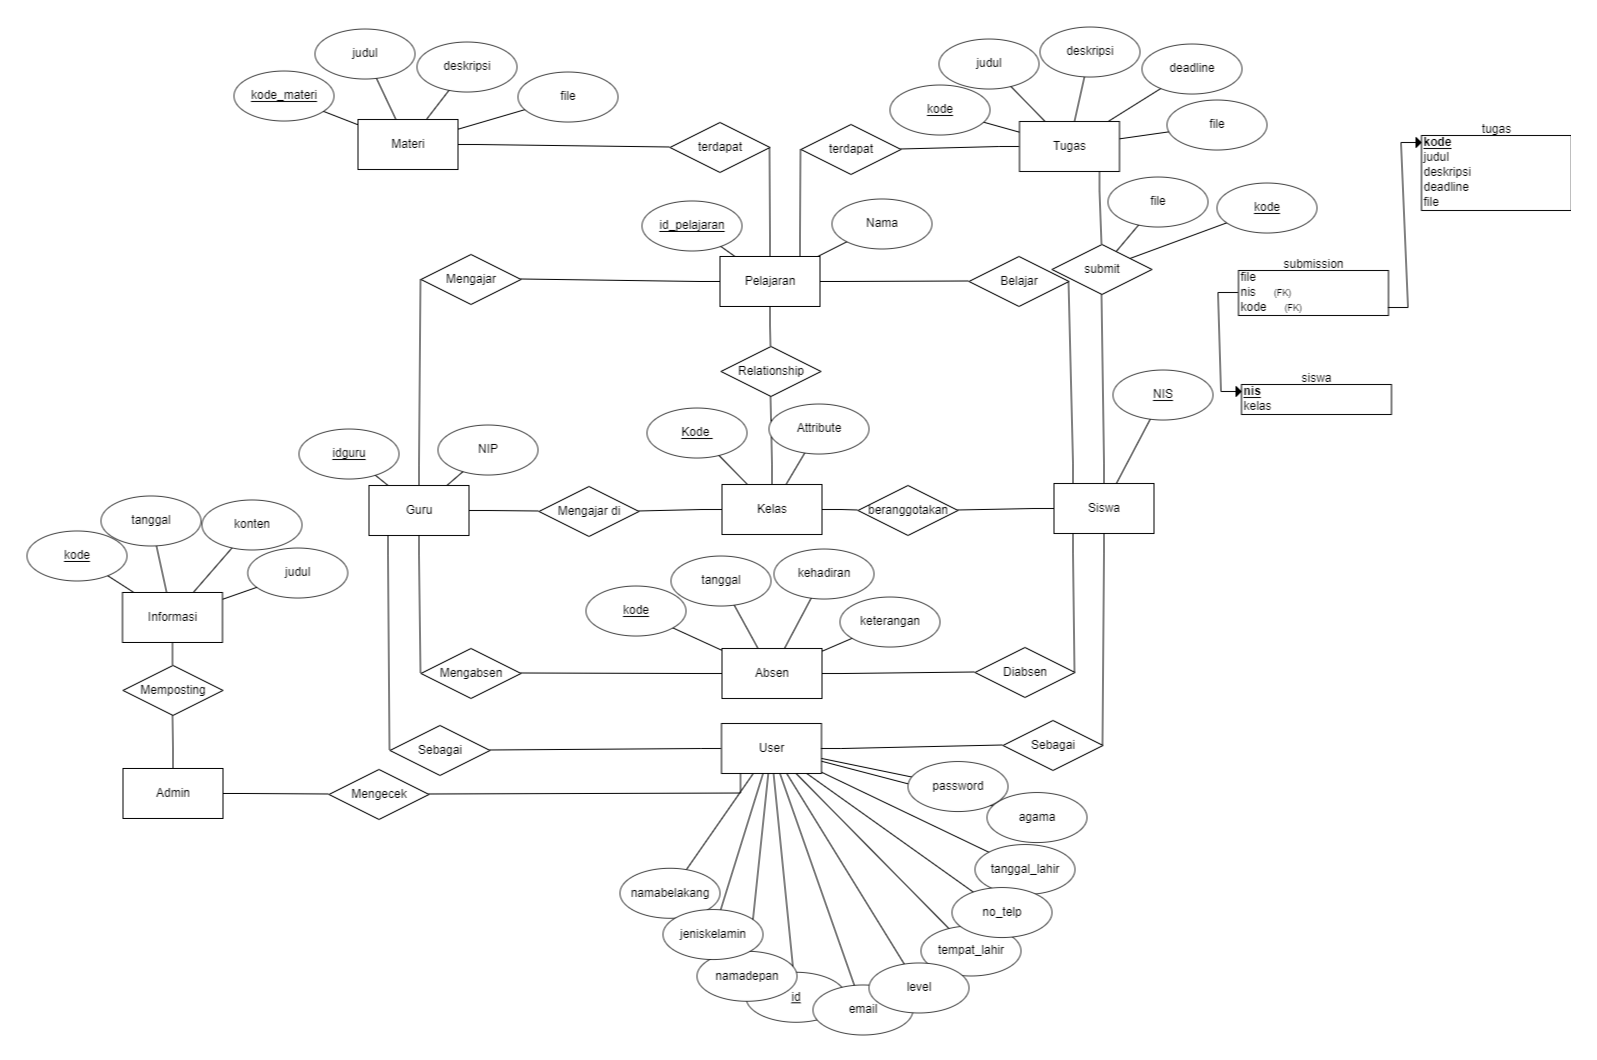 judul
deskripsi
kode_materi
file
Materi
terdapat
terdapat
judul
deskripsi
deadline
kode
file
Tugas
tugas
kode
judul
deskripsi
deadline
file
id_pelajaran
Nama
file
kode
Mengajar
Pelajaran
Belajar
submit
submission
file
nis (FK)
kode (FK)
Relationship
siswa
nis
kelas
NIS
Kode
Attribute
idguru
NIP
Guru
Mengajar di
Kelas
beranggotakan
Siswa
kode
tanggal
konten
judul
Informasi
kode
tanggal
kehadiran
keterangan
Mengabsen
Absen
Diabsen
Memposting
Sebagai
User
Sebagai
Admin
Mengecek
password
agama
tanggal_lahir
namabelakang
no_telp
jeniskelamin
tempat_lahir
namadepan
level
id
email